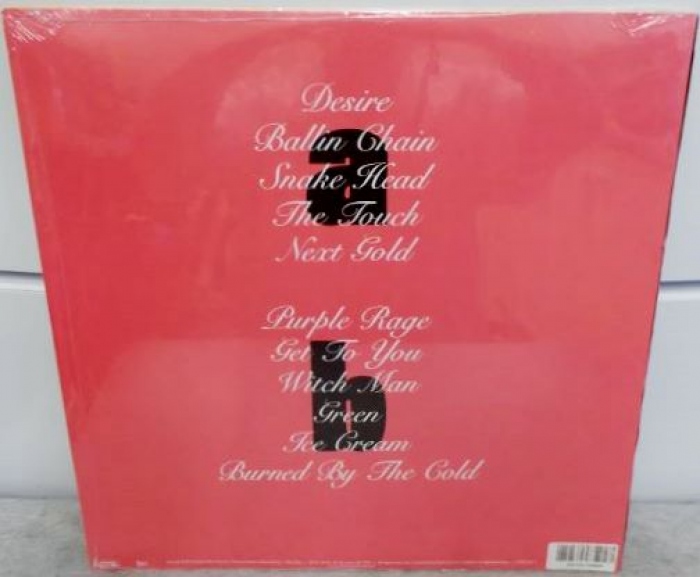 Desire
Ballin Chain
a
Snake Head
The Touch
Next Gold
Purple Rage
Get To You
b
Witch Man
Green
Ice Cream
Burned By The Cold